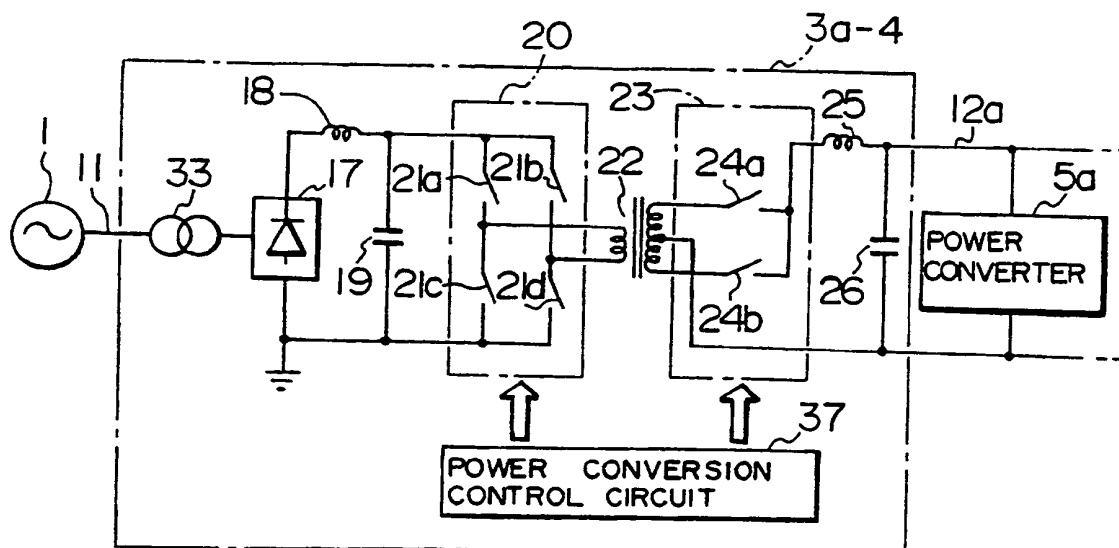 3a-4
20
23
18
25
12a
1
11
33
17
21a
21b
22
24a
5a
POWER
CONVERTER
19
21c
21d
24b
26
37
POWER CONVERSION
CONTROL CIRCUIT